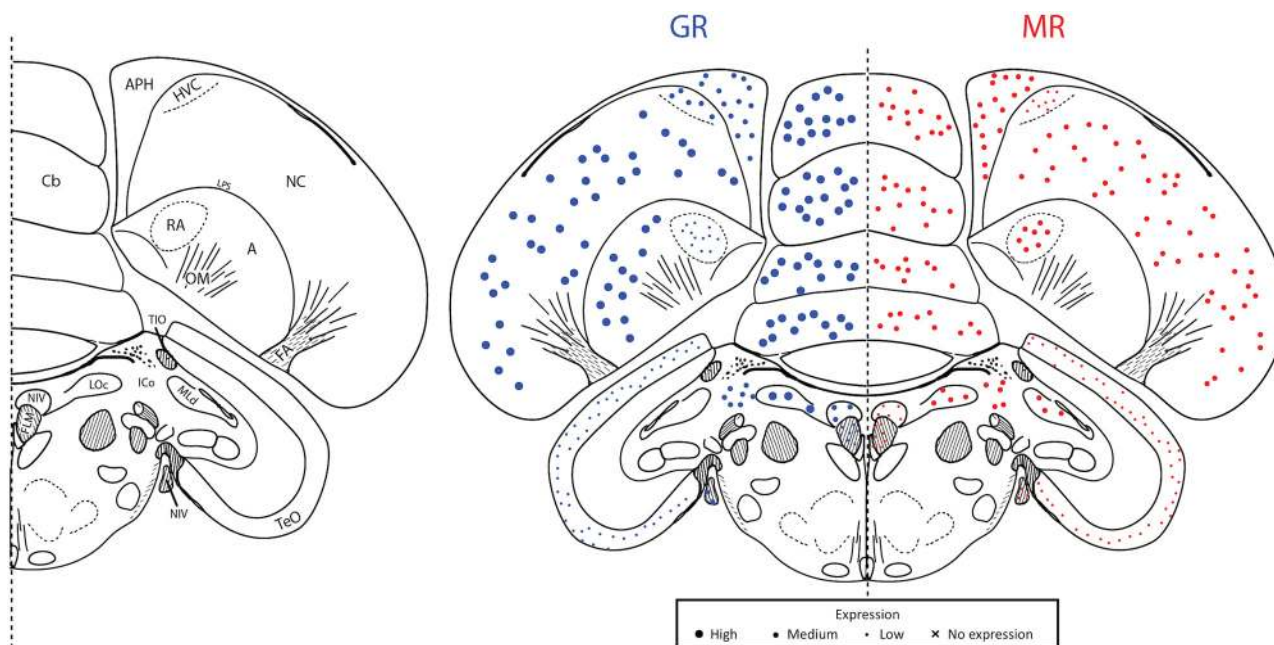 GR
MR
APH
HVC
Cb
LPS
NC
RA
A
OM
TIO
FA
LOc
ICo
MLd
NIV
FLM
NIV
TeO
Expression
High
Medium
Low
× No expression